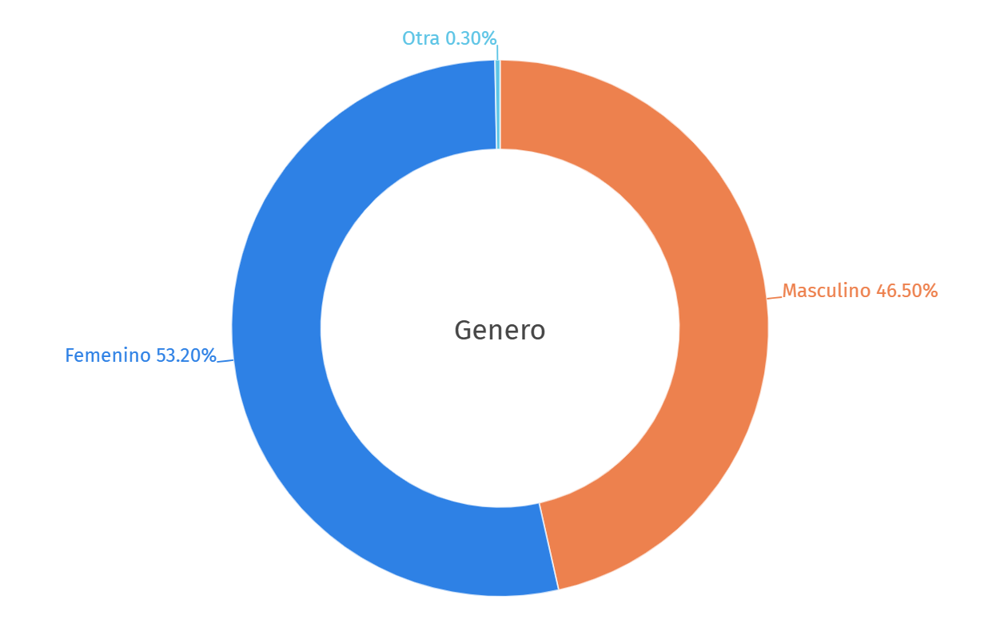 Otra 0.30%
Masculino 46.50%
Genero
Femenino 53.20%